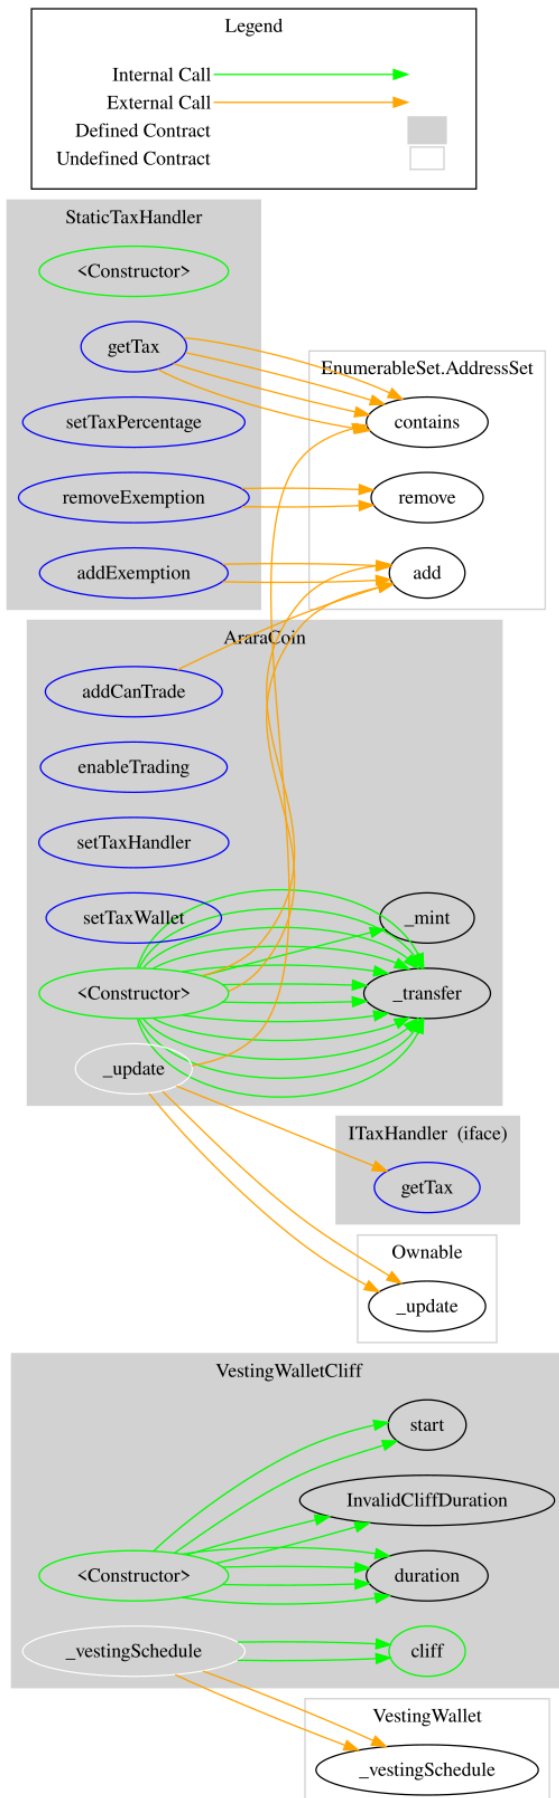 Legend
Internal Call
External Call
Defined Contract
Undefined Contract
StaticTaxHandler
<Constructor>
getTax
EnumerableSet.AddressSet
setTaxPercentage
contains
removeExemption
remove
addExemption
add
AraraCoin
addCanTrade
enableTrading
setTaxHandler
setTaxWallet
_mint
<Constructor>
_transfer
_update
ITaxHandler (iface)
getTax
Ownable
_update
VestingWalletCliff
start
InvalidCliffDuration
<Constructor>
duration
_vestingSchedule
cliff
VestingWallet
_vestingSchedule